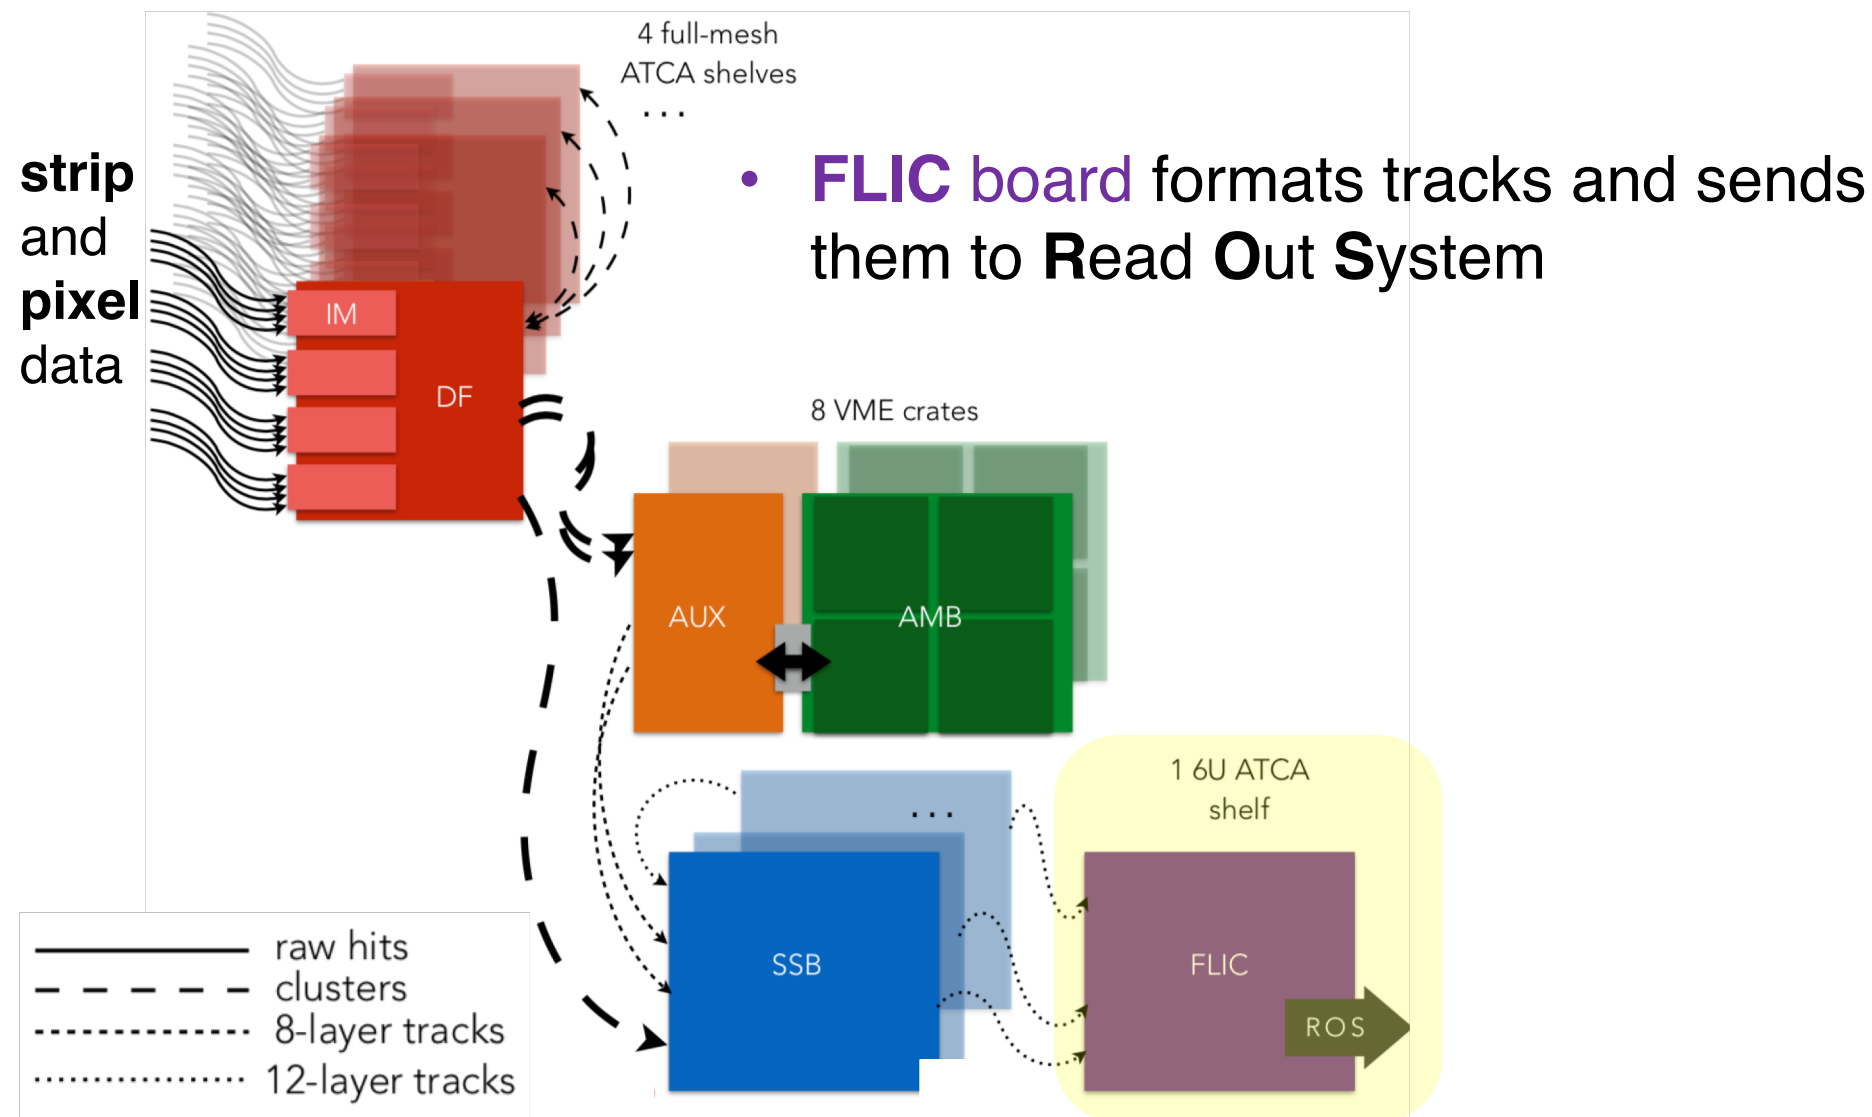 4 full-mesh
ATCA shelves
...
strip
and
pixel
data
• FLIC board formats tracks and sends
them to Read Out System
IM
DF
8 VME crates
AUX
AMB
1 6U ATCA
shelf
...
SSB
FLIC
ROS
raw hits
clusters
8-layer tracks
12-layer tracks